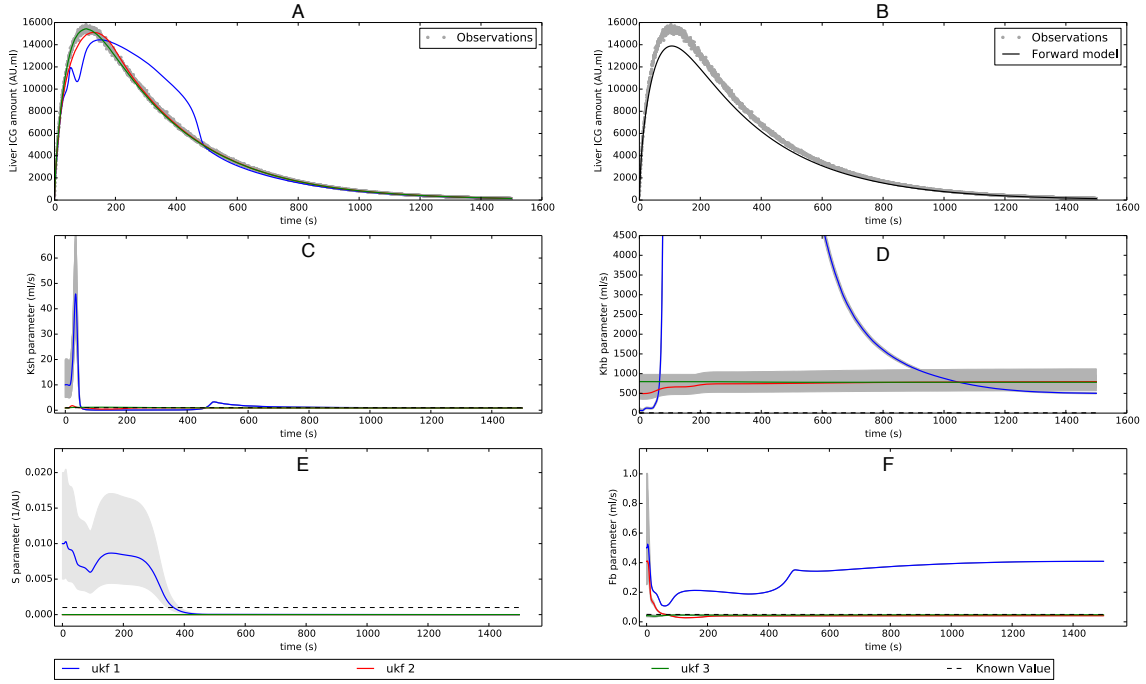 A
B
16000
14000
12000
10000
8000
6000
4000
2000
0
Liver ICG amount (AU.ml)
Observations
0 200 400 600 800 1000 1200 1400 1600
time (s)
16000
14000
12000
10000
8000
6000
4000
2000
0
Liver ICG amount (AU.ml)
Observations
Forward model
0 200 400 600 800 1000 1200 1400 1600
time (s)
C
60
50
40
30
20
10
0
Ksh parameter (ml/s)
0 200 400 600 800 1000 1200 1400
time (s)
D
4500
4000
3500
3000
2500
2000
1500
1000
500
0
Khb parameter (ml/s)
0 200 400 600 800 1000 1200 1400 1600
time (s)
E
0.020
0.015
0.010
0.005
0.000
S parameter (1/AU)
0 200 400 600 800 1000 1200 1400
time (s)
F
1.0
0.8
0.6
0.4
0.2
0.0
Fb parameter (ml/s)
0 200 400 600 800 1000 1200 1400
time (s)
ukf 1 ukf 2 ukf 3 Known Value